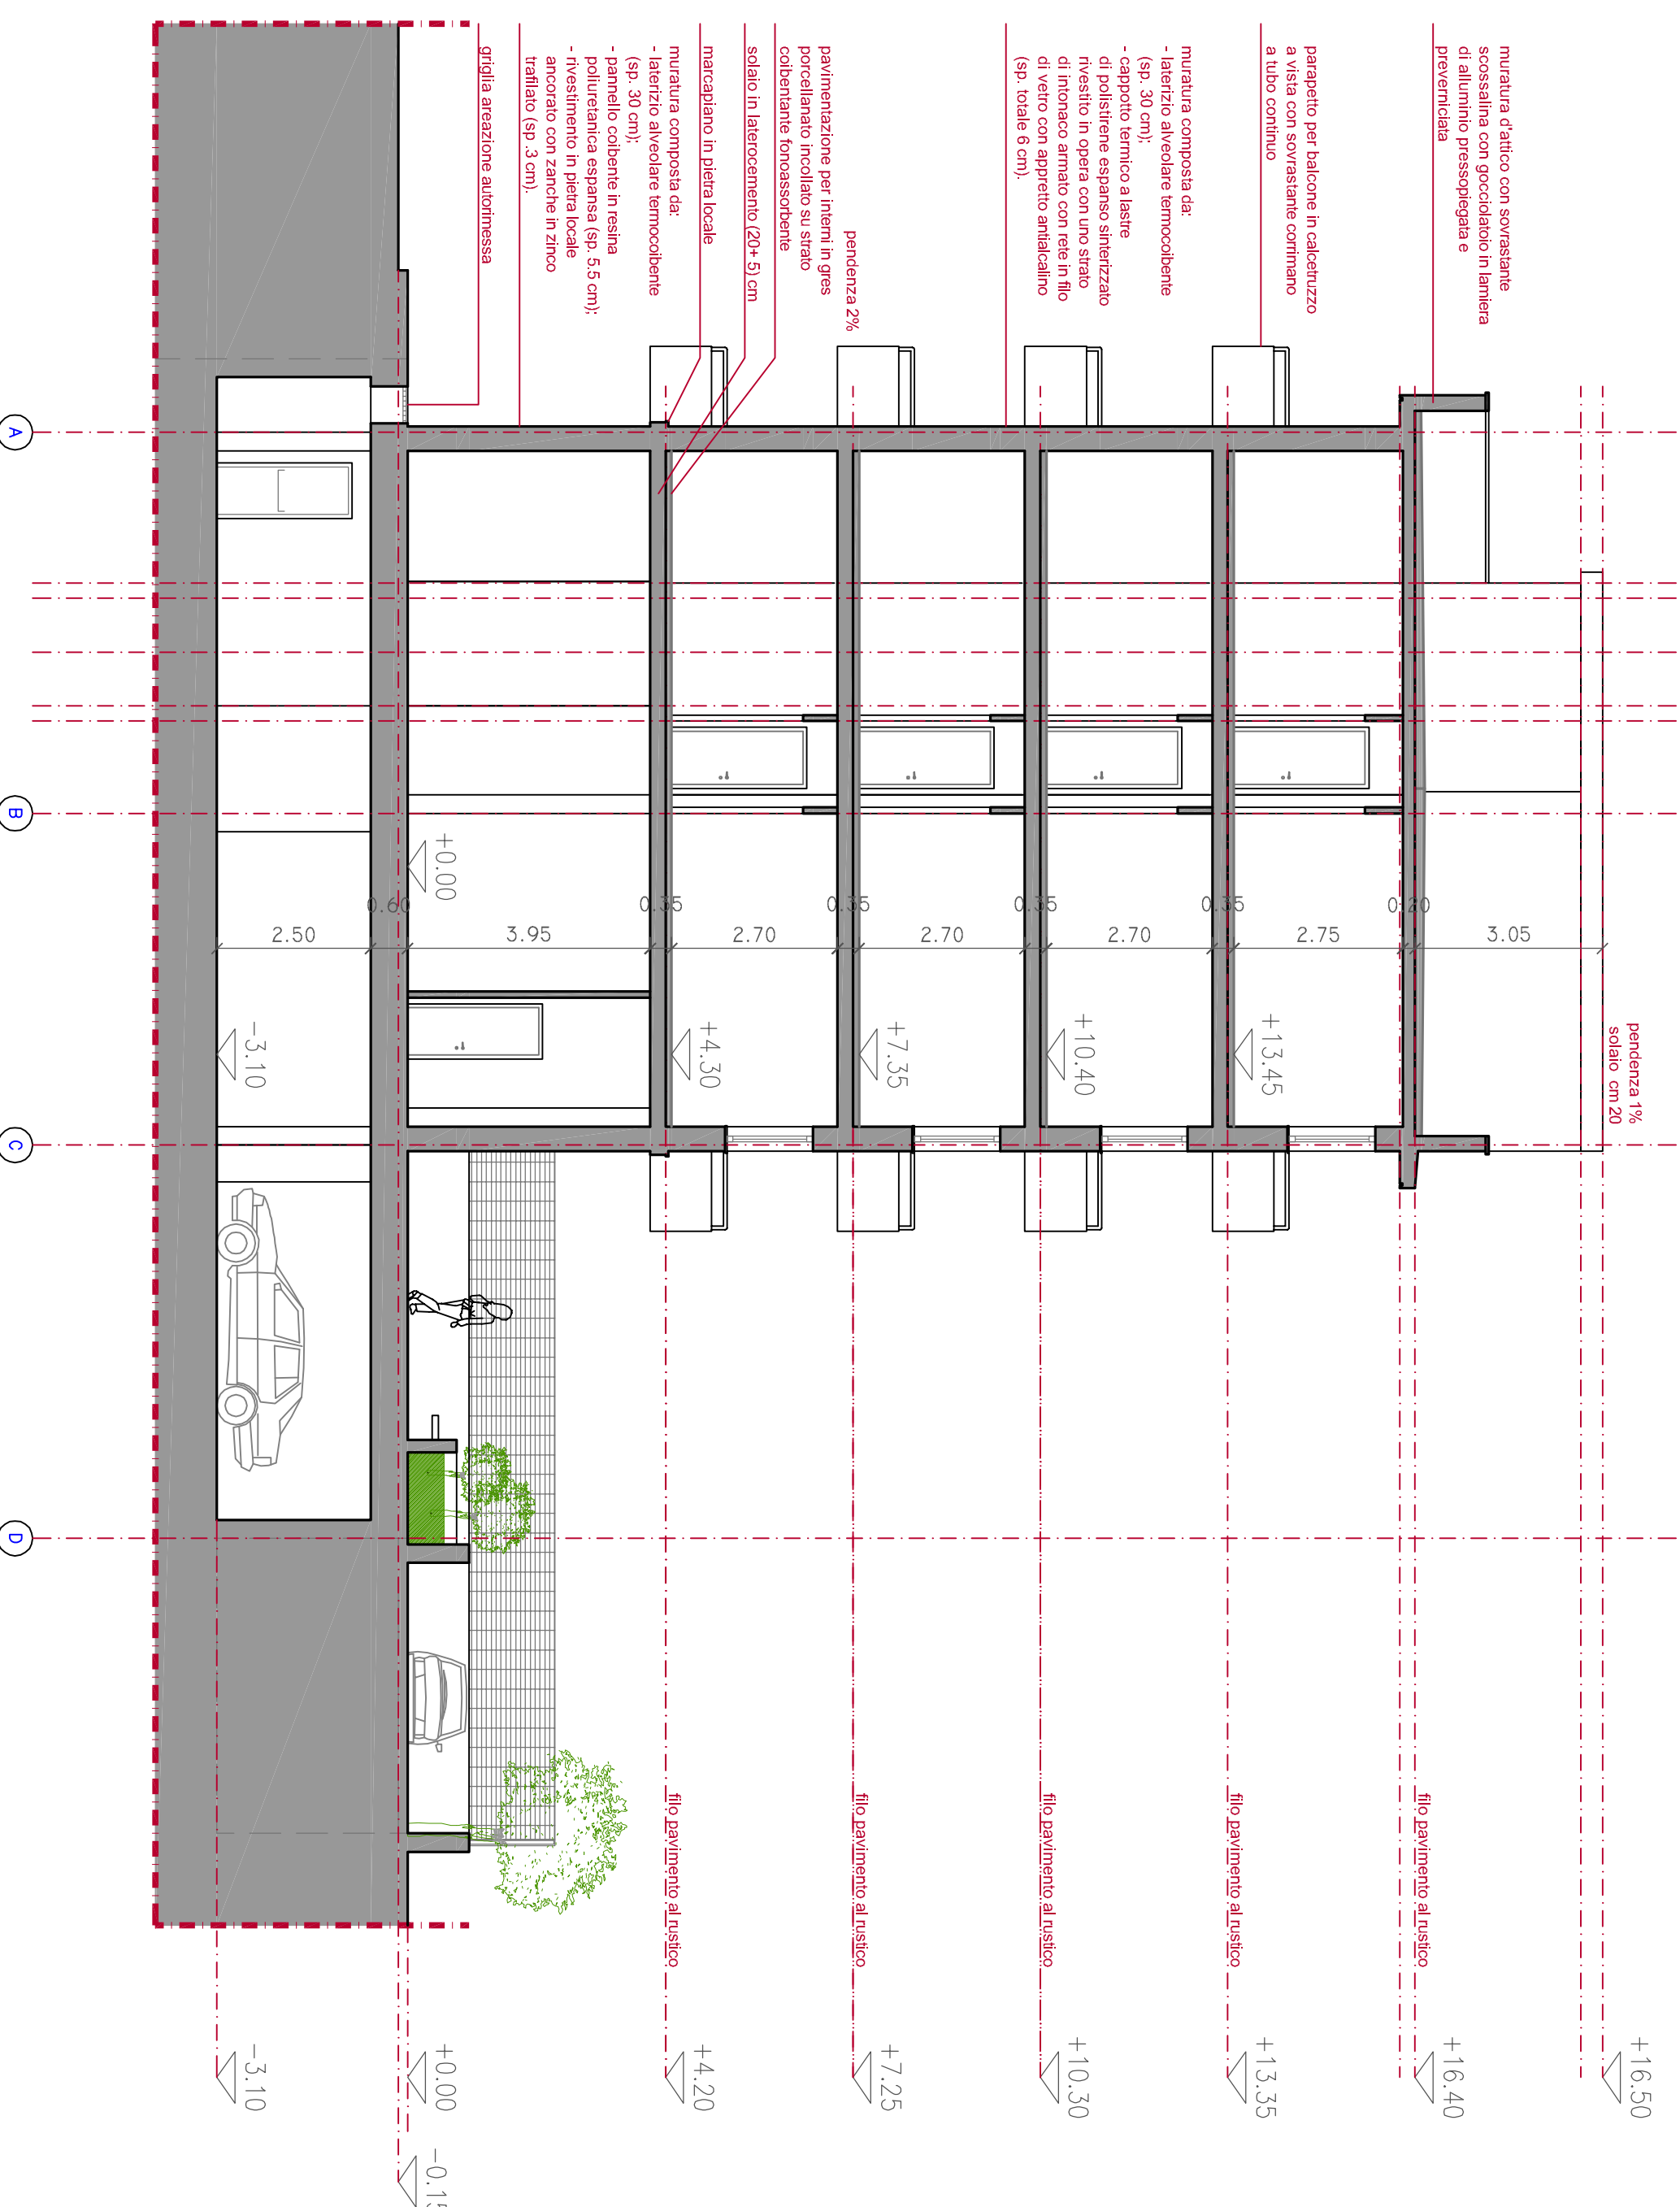 muratura d'attico con sovrastante
scossalina con gocciolatoio in lamiera
di alluminio pressopiegata e
preverniciata
parapetto per balcone in calcetruzzo
a vista con sovrastante corrimano
a tubo continuo
muratura composta da:
- laterizio alveolare termocoibente
(sp. 30 cm);
- cappotto termico a lastre
di polistirene espanso sinterizzato
rivestito in opera con uno strato
di intonaco armato con rete in filo
di vetro con appretto antialcalino
(sp. totale 6 cm).
pendenza 2%
pavimentazione per interni in gres
porcellanato incollato su strato
coibentante fonoassorbente
solaio in laterocemento (20+ 5) cm
marcapiano in pietra locale
muratura composta da:
- laterizio alveolare termocoibente
(sp. 30 cm);
- pannello coibente in resina
poliuretanica espansa (sp. 5.5 cm);
- rivestimento in pietra locale
ancorato con zanche in zinco
trafilato (sp .3 cm).
griglia areazione autorimessa
pendenza 1%
solaio cm 20
3.05
0.20
2.75
0.35
2.70
0.35
2.70
0.35
2.70
0.35
3.95
0.60
2.50
+13.45
+10.40
+7.35
+4.30
+0.00
-3.10
filo pavimento al rustico
filo pavimento al rustico
filo pavimento al rustico
filo pavimento al rustico
filo pavimento al rustico
+16.50
+16.40
+13.35
+10.30
+7.25
+4.20
+0.00
-0.15
-3.10
A
B
C
D